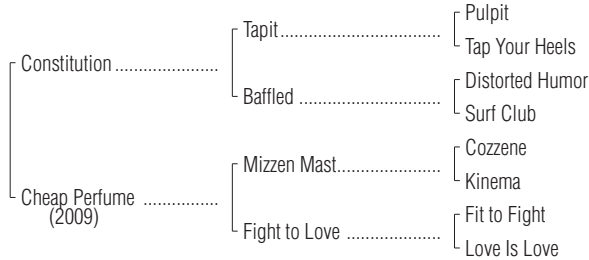 Pulpit
Tapit
Tap Your Heels
Constitution
Distorted Humor
Baffled
Surf Club
Cozzene
Mizzen Mast
Kinema
Cheap Perfume
(2009)
Fit to Fight
Fight to Love
Love Is Love